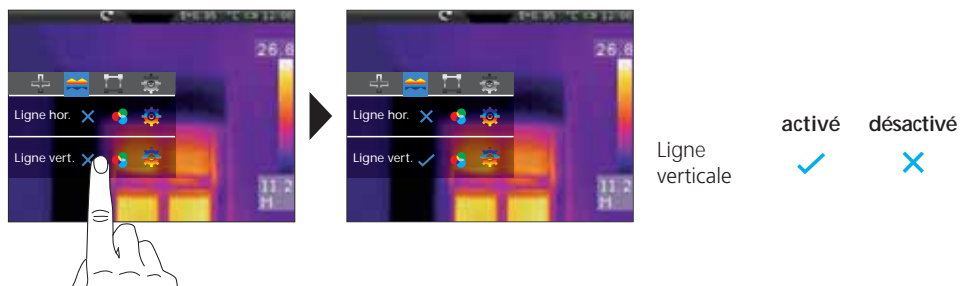 26.8
Ligne hor.
Ligne vert.
11.2
M
26.8
Ligne hor.
Ligne vert.
11.2
M
activé désactivé
Ligne
verticale